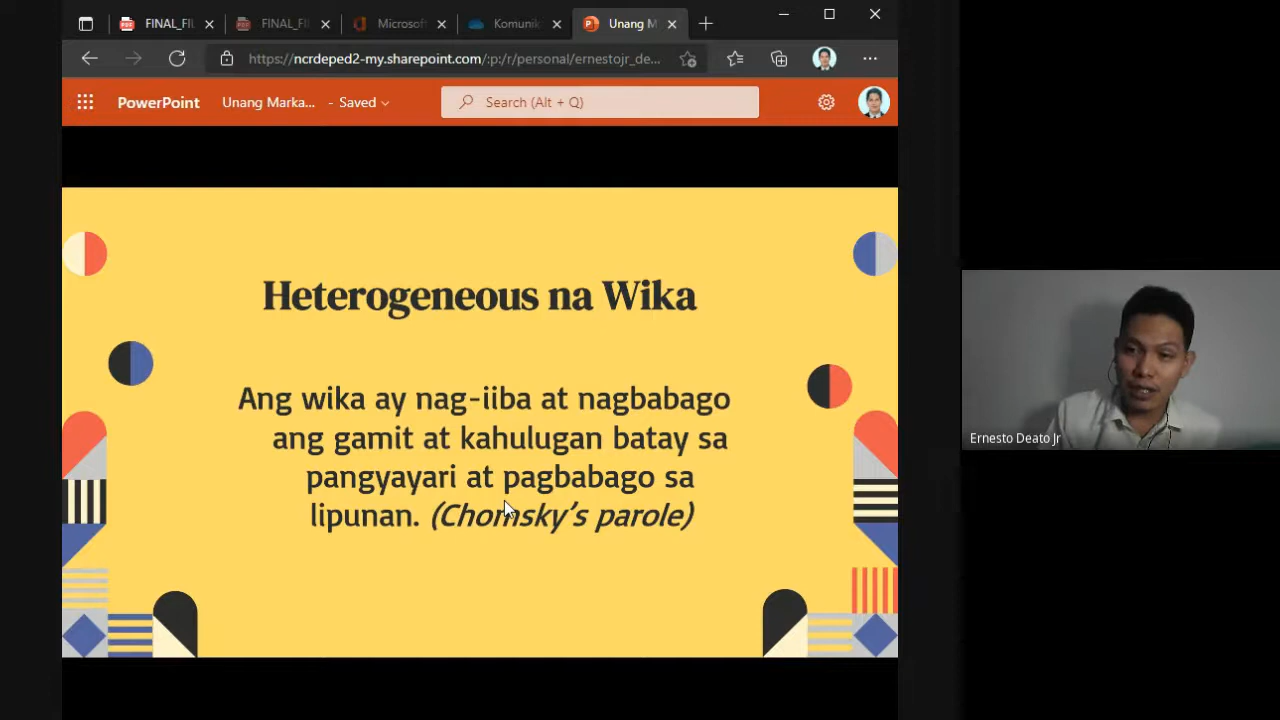 FINAL_FIL
FINAL_FI
Microsof
Komunik
Unang M
https://ncrdeped2-my.sharepoint.com/:p:/r/personal/ernestojr_de...
PowerPoint
Unang Marka... - Saved
Search (Alt + Q)
Heterogeneous na Wika
Ang wika ay nag-iiba at nagbabago
ang gamit at kahulugan batay sa
pangyayari at pagbabago sa
lipunan. (Chomsky's parole)
Ernesto Deato Jr